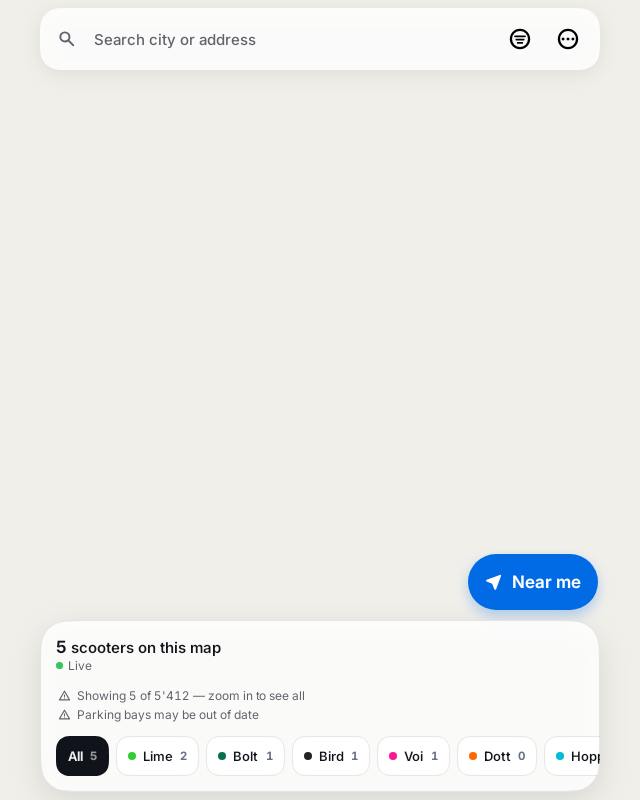 Search city or address
Near me
5 scooters on this map
Live
Showing 5 of 5'412 — zoom in to see all
Parking bays may be out of date
All 5 Lime 2 Bolt 1 Bird 1 Voi 1 Dott 0 Hopp